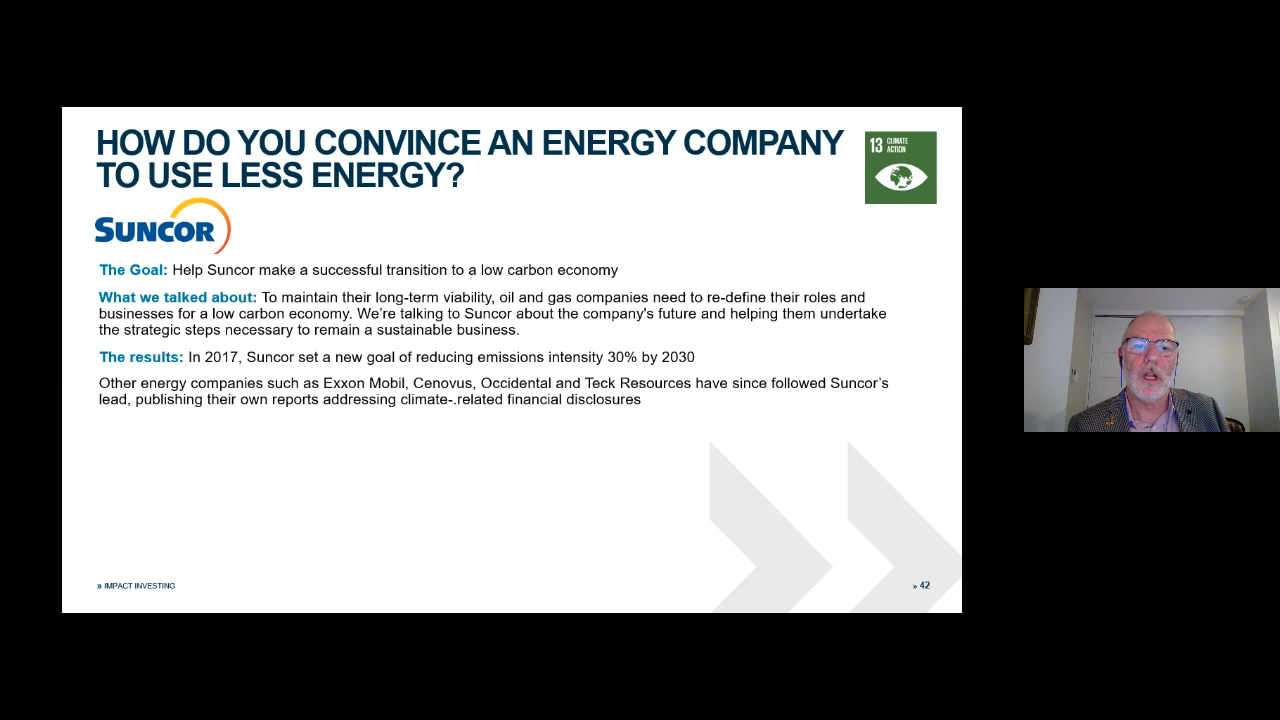 HOW DO YOU CONVINCE AN ENERGY COMPANY
TO USE LESS ENERGY?
13 CLIMATE
ACTION
SUNCOR
The Goal: Help Suncor make a successful transition to a low carbon economy
What we talked about: To maintain their long-term viability, oil and gas companies need to re-define their roles and
businesses for a low carbon economy. We're talking to Suncor about the company's future and helping them undertake
the strategic steps necessary to remain a sustainable business.
The results: In 2017, Suncor set a new goal of reducing emissions intensity 30% by 2030
Other energy companies such as Exxon Mobil, Cenovus, Occidental and Teck Resources have since followed Suncor's
lead, publishing their own reports addressing climate-.related financial disclosures
» IMPACT INVESTING
» 42